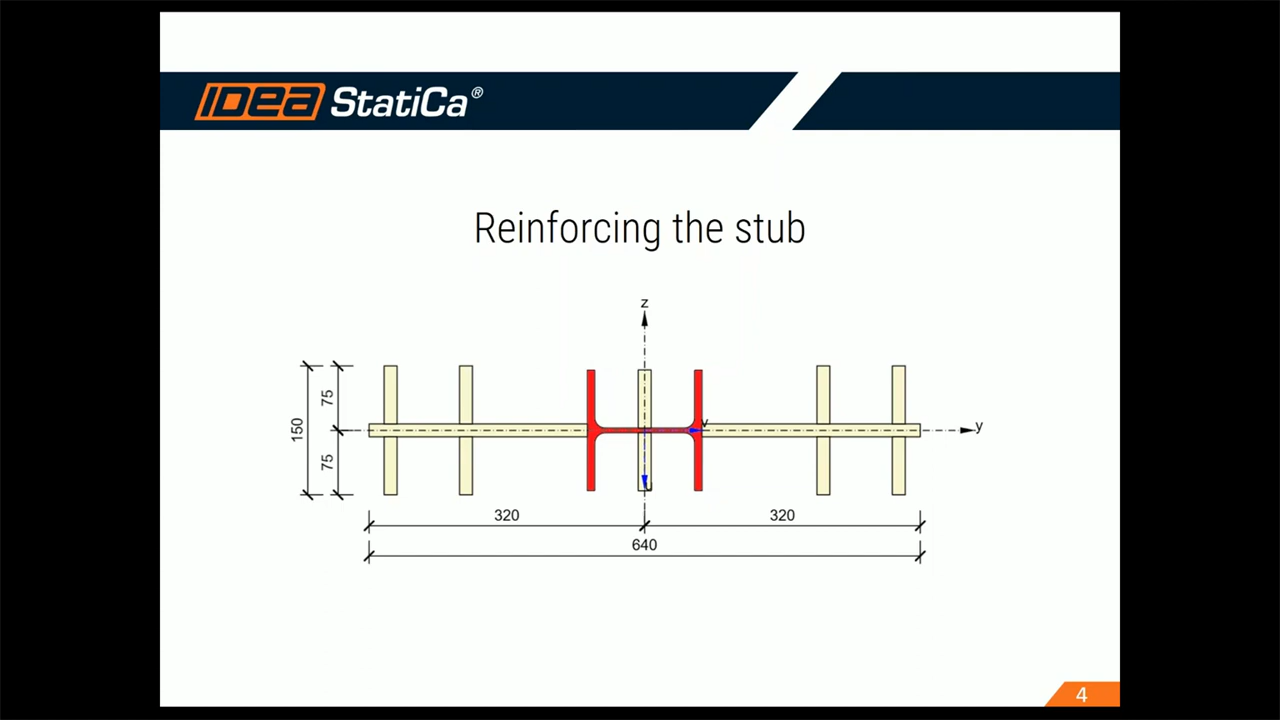 IDEA StatiCa®
Reinforcing the stub
z
75
150
y
v
75
320
320
640
4